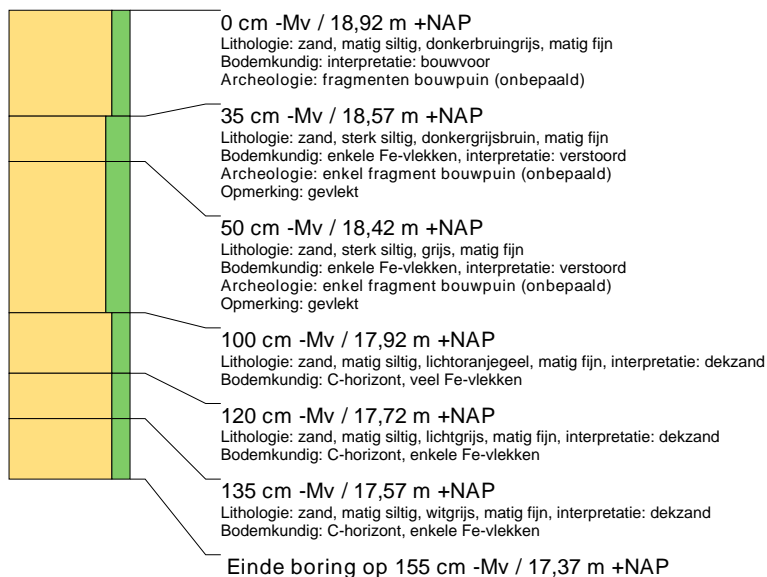 0 cm -Mv / 18,92 m +NAP
Lithologie: zand, matig siltig, donkerbruingrijs, matig fijn
Bodemkundig: interpretatie: bouwvoor
Archeologie: fragmenten bouwpuin (onbepaald)
35 cm -Mv / 18,57 m +NAP
Lithologie: zand, sterk siltig, donkergrijsbruin, matig fijn
Bodemkundig: enkele Fe-vlekken, interpretatie: verstoord
Archeologie: enkel fragment bouwpuin (onbepaald)
Opmerking: gevlekt
50 cm -Mv / 18,42 m +NAP
Lithologie: zand, sterk siltig, grijs, matig fijn
Bodemkundig: enkele Fe-vlekken, interpretatie: verstoord
Archeologie: enkel fragment bouwpuin (onbepaald)
Opmerking: gevlekt
100 cm -Mv / 17,92 m +NAP
Lithologie: zand, matig siltig, lichtoranjegeel, matig fijn, interpretatie: dekzand
Bodemkundig: C-horizont, veel Fe-vlekken
120 cm -Mv / 17,72 m +NAP
Lithologie: zand, matig siltig, lichtgrijs, matig fijn, interpretatie: dekzand
Bodemkundig: C-horizont, enkele Fe-vlekken
135 cm -Mv / 17,57 m +NAP
Lithologie: zand, matig siltig, witgrijs, matig fijn, interpretatie: dekzand
Bodemkundig: C-horizont, enkele Fe-vlekken
Einde boring op 155 cm -Mv / 17,37 m +NAP